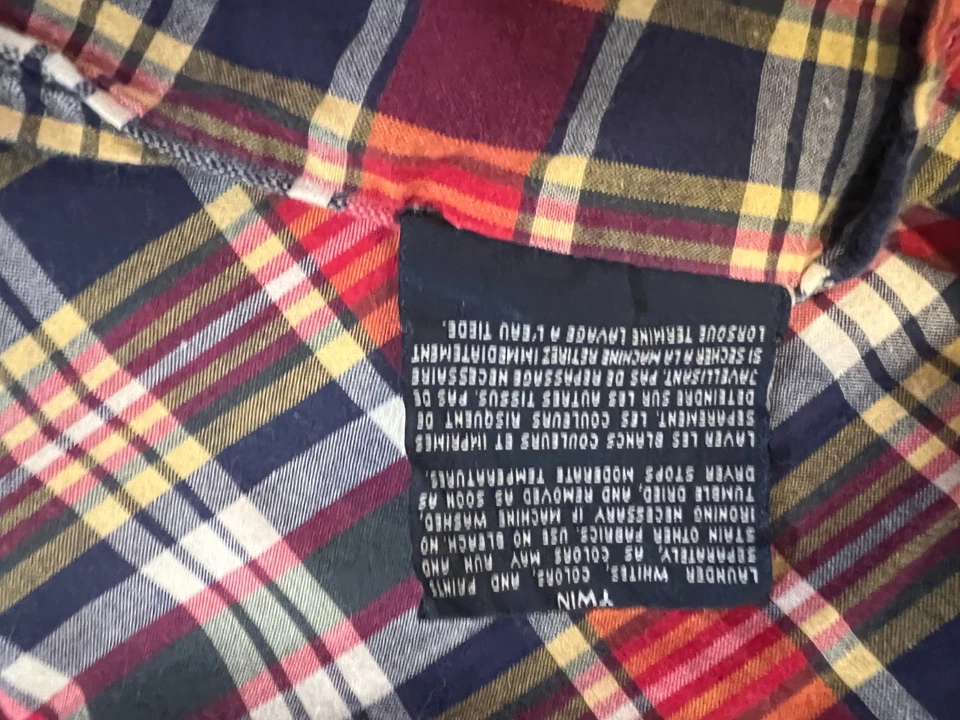 TWIN
LAUNDER WHITES, COLORS, AND PRINTS
SEPARATELY, AS COLORS MAY RUN AND
STAIN OTHER FABRICS. USE NO BLEACH NO
IRONING NECESSARY IF MACHINE WASHED,
TUMBLE DRIED, AND REMOVED AS SOON AS
DRYER STOPS MODERATE TEMPERATURES
LAVER LES BLANCS COULEURS ET IMPRIMES
SEPAREMENT, LES COULEURS RISQUENT DE
DETEINDRE SUR LES AUTRES TISSUS, PAS DE
JAVELLISANT. PAS DE REPASSAGE NECESSAIRE
SI SECHER A LA MACHINE RETIREZ IMMEDIATEMENT
LORSQUE TERMINE LAVAGE A L'EAU TIEDE.